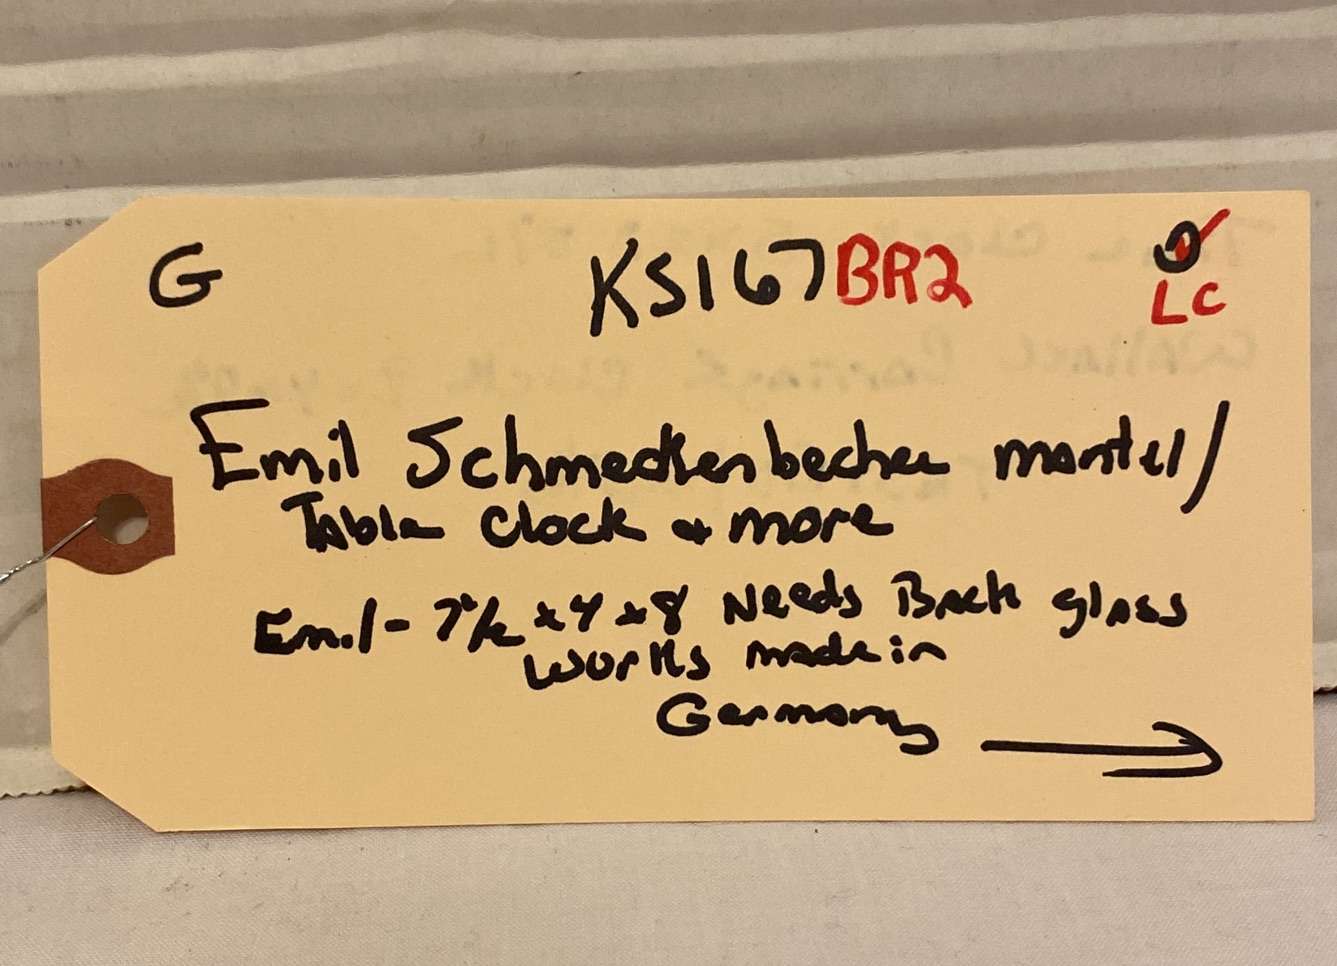 G KS167BR2
LC
Emil Schmeckenbecher mantel/
Table Clock & more
Emil - 7½ x 4 x 8 Needs Back glass
Works made in
Germany